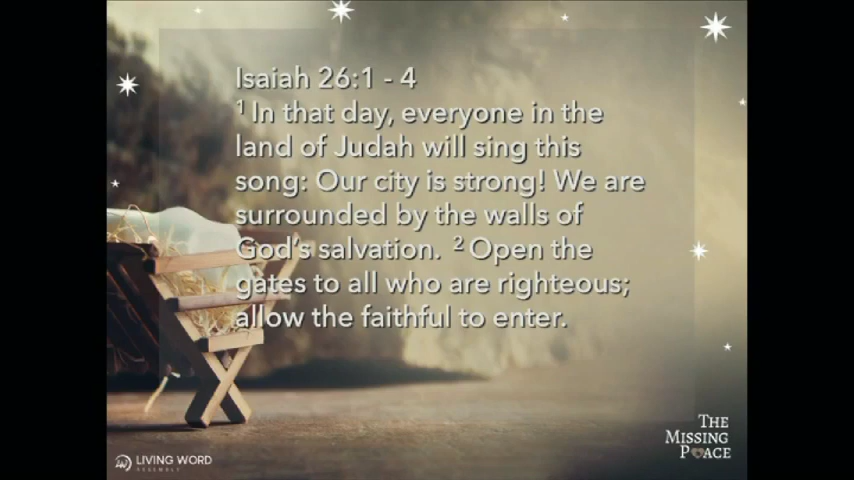 Isaiah 26:1 - 4
1 In that day, everyone in the
land of Judah will sing this
song: Our city is strong! We are
surrounded by the walls of
God's salvation. 2 Open the
gates to all who are righteous;
allow the faithful to enter.
THE
MISSING
PEACE
LIVING WORD
ASSEMBLY